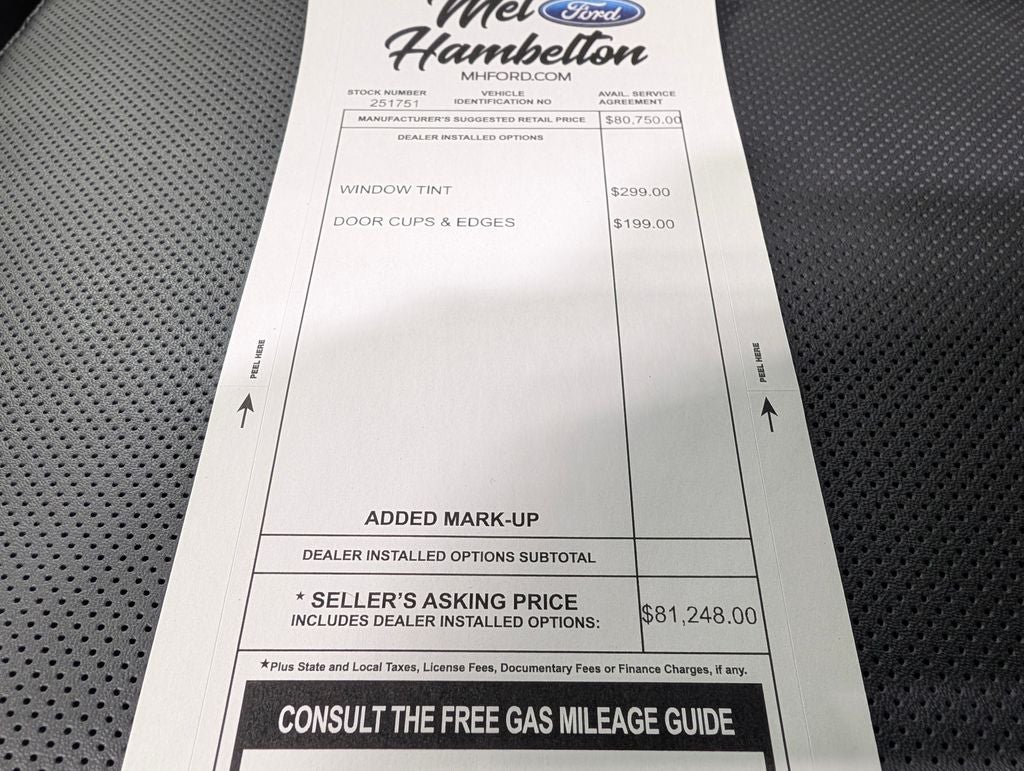 Mel Ford
Hambelton
MHFORD.COM
STOCK NUMBER
251751
VEHICLE
IDENTIFICATION NO
AVAIL. SERVICE
AGREEMENT
MANUFACTURER'S SUGGESTED RETAIL PRICE $80,750.00
DEALER INSTALLED OPTIONS
WINDOW TINT $299.00
DOOR CUPS & EDGES $199.00
PEEL HERE
PEEL HERE
ADDED MARK-UP
DEALER INSTALLED OPTIONS SUBTOTAL
* SELLER'S ASKING PRICE
INCLUDES DEALER INSTALLED OPTIONS:
$81,248.00
*Plus State and Local Taxes, License Fees, Documentary Fees or Finance Charges, if any.
CONSULT THE FREE GAS MILEAGE GUIDE